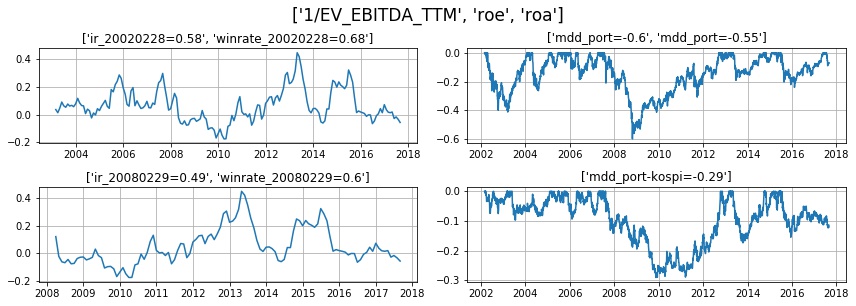 ['1/EV_EBITDA_TTM', 'roe', 'roa']
['ir_20020228=0.58', 'winrate_20020228=0.68']
0.4
0.2
0.0
−0.2
2004 2006 2008 2010 2012 2014 2016 2018
['mdd_port=-0.6', 'mdd_port=-0.55']
0.0
−0.2
−0.4
−0.6
2002 2004 2006 2008 2010 2012 2014 2016 2018
['ir_20080229=0.49', 'winrate_20080229=0.6']
0.4
0.2
0.0
−0.2
2008 2009 2010 2011 2012 2013 2014 2015 2016 2017 2018
['mdd_port-kospi=-0.29']
0.0
−0.1
−0.2
−0.3
2002 2004 2006 2008 2010 2012 2014 2016 2018